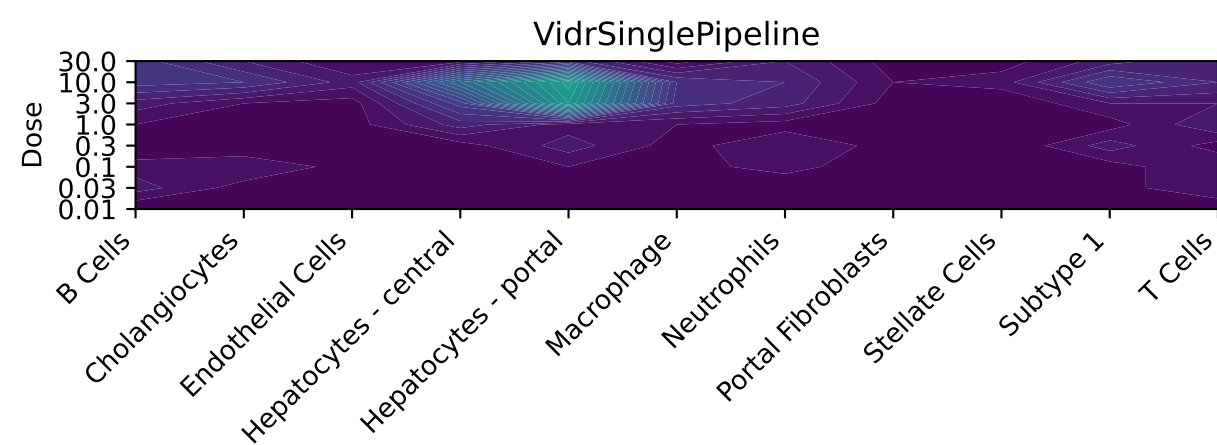 VidrSinglePipeline
Dose
30.0
10.0
3.0
1.0
0.3
0.1
0.03
0.01
B Cells
Cholangiocytes
Endothelial Cells
Hepatocytes - central
Hepatocytes - portal
Macrophage
Neutrophils
Portal Fibroblasts
Stellate Cells
Subtype 1
T Cells